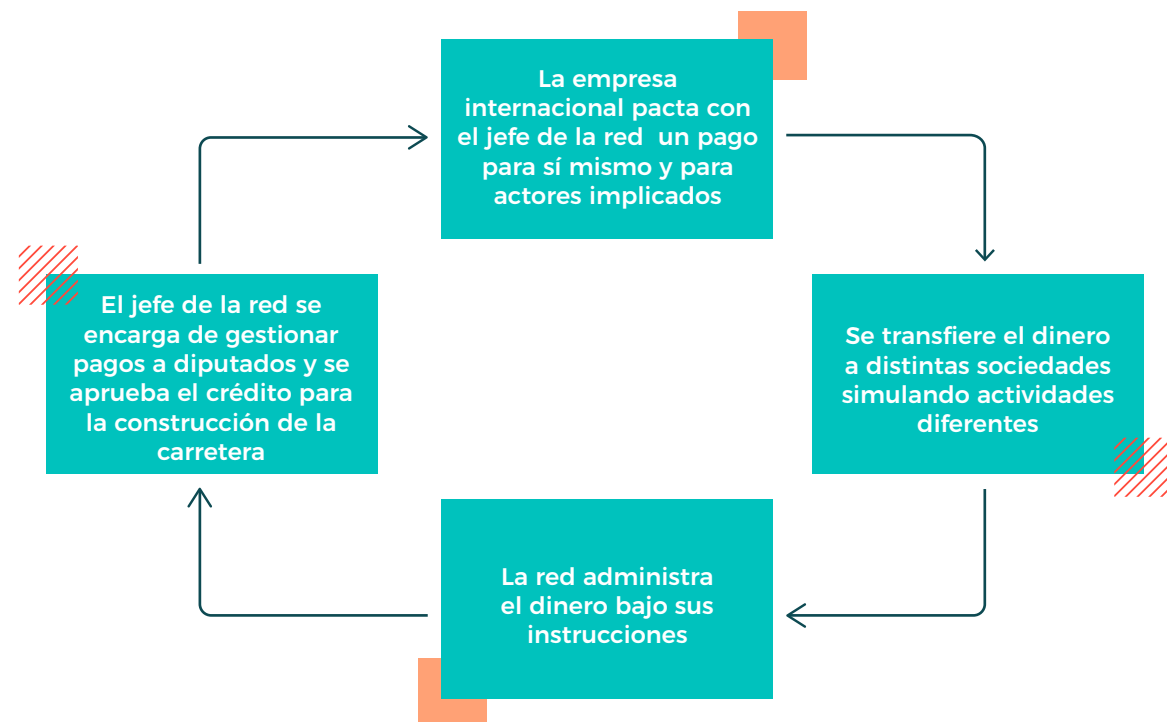 La empresa
internacional pacta con
el jefe de la red  un pago
para sí mismo y para
actores implicados
Se transfiere el dinero
a distintas sociedades
simulando actividades
diferentes
La red administra
el dinero bajo sus
instrucciones
El jefe de la red se
encarga de gestionar
pagos a diputados y se
aprueba el crédito para
la construcción de la
carretera